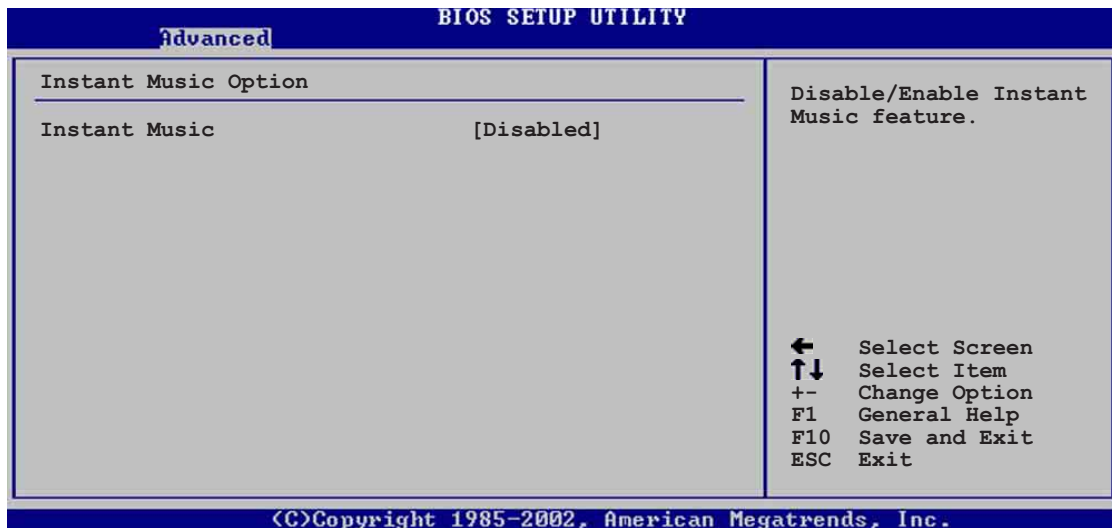 BIOS SETUP UTILITY
Advanced
Instant Music Option
Instant Music [Disabled]
Disable/Enable Instant
Music feature.
← Select Screen
↑↓ Select Item
+- Change Option
F1 General Help
F10 Save and Exit
ESC Exit
(C)Copyright 1985-2002, American Megatrends, Inc.